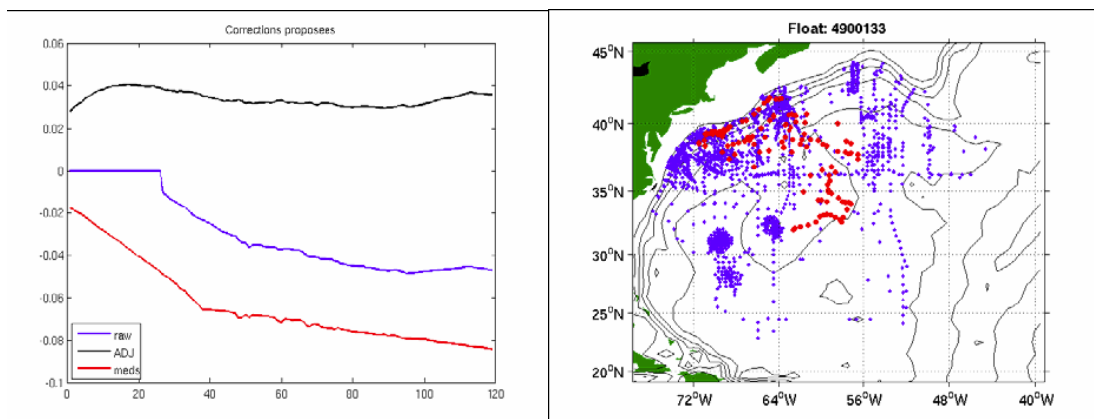 Corrections proposees
0.06
0.04
0.02
0
-0.02
-0.04
-0.06
-0.08
-0.1
raw
ADJ
meds
0 20 40 60 80 100 120
Float: 4900133
45°N
40°N
35°N
30°N
25°N
20°N
72°W 64°W 56°W 48°W 40°W